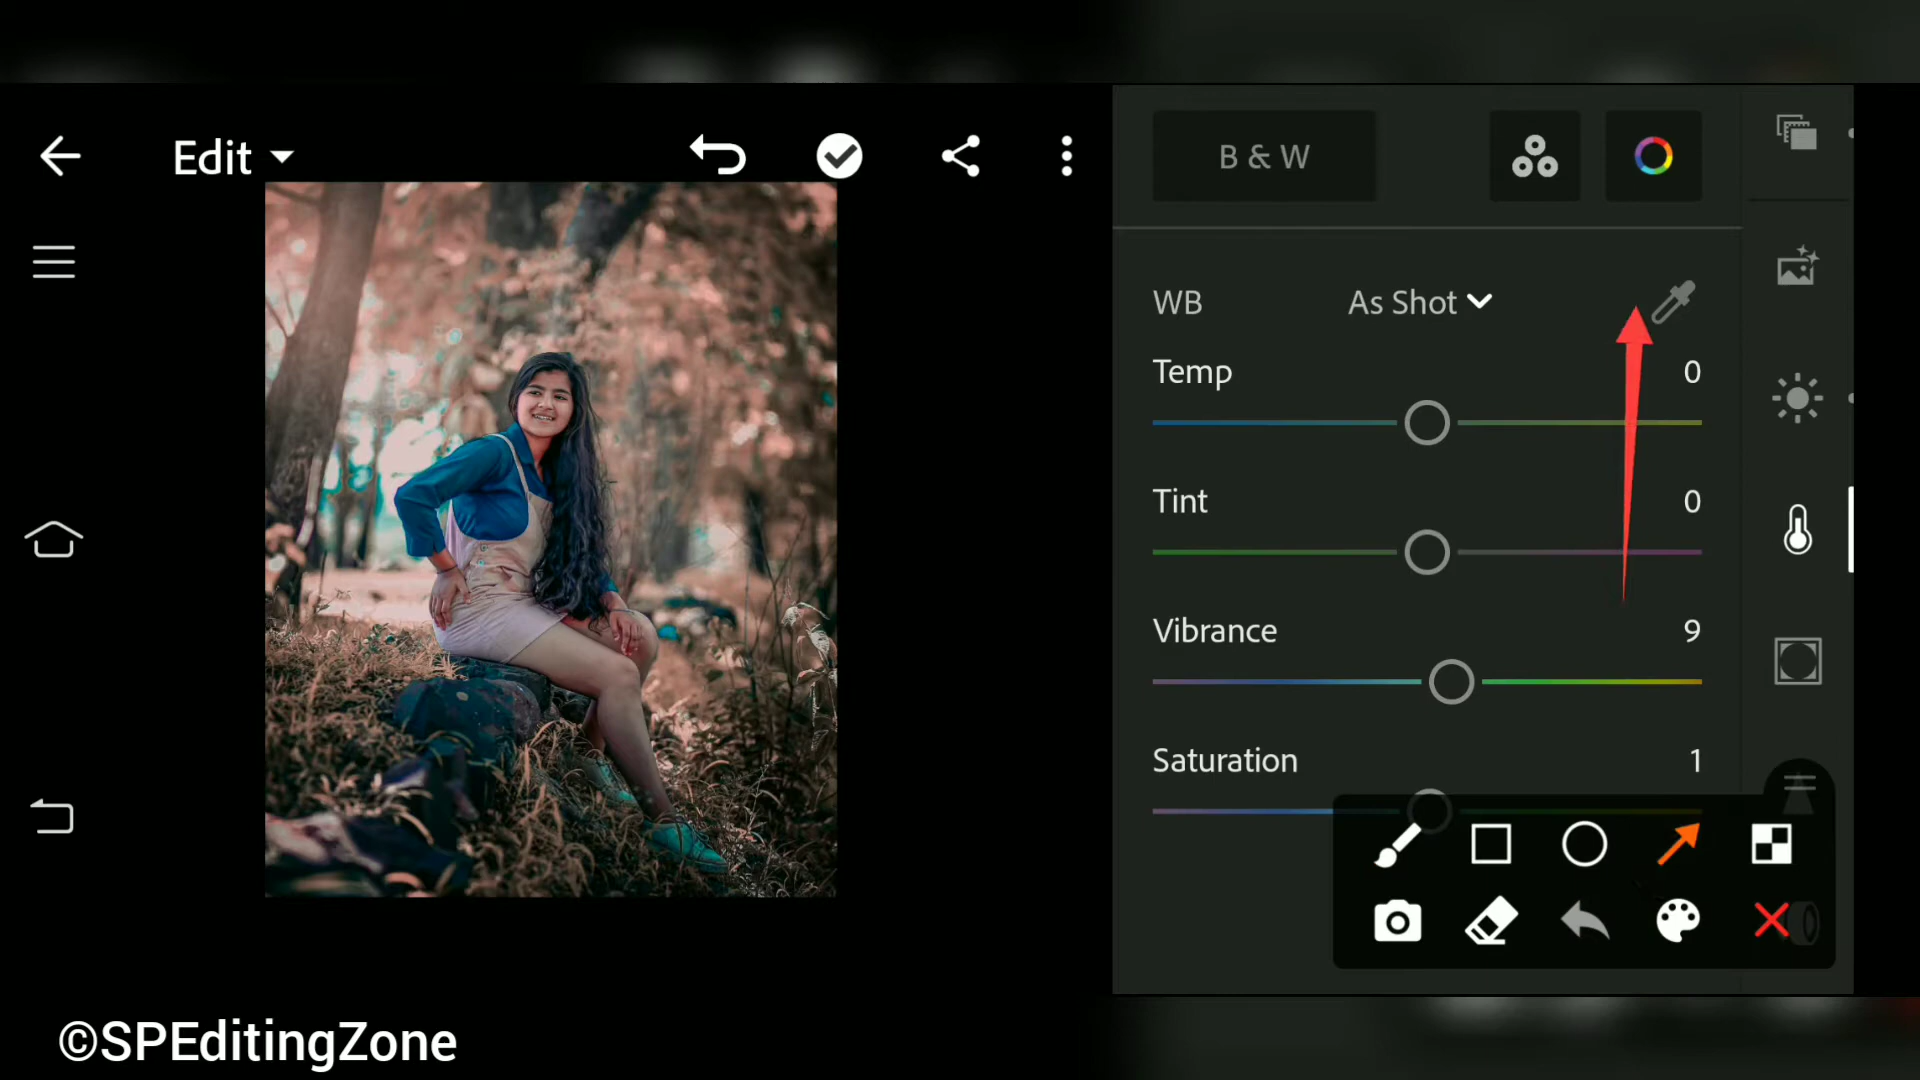 Edit
B & W
WB As Shot
Temp 0
Tint 0
Vibrance 9
Saturation 1
©SPEditingZone